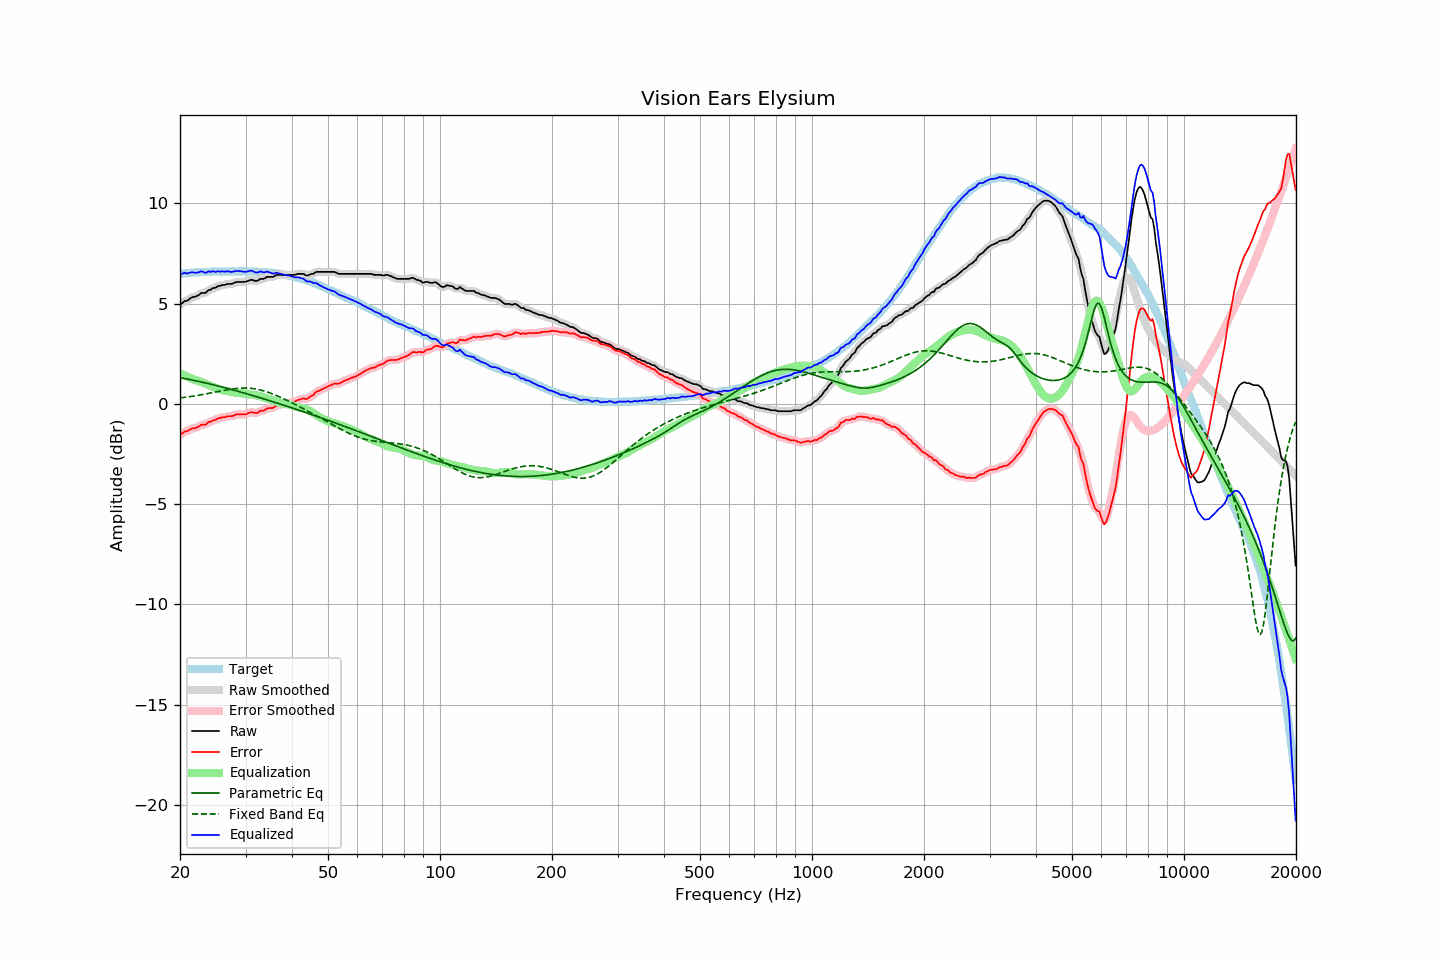 Vision Ears Elysium
Amplitude (dBr)
10
5
0
−5
−10
−15
−20
Target
Raw Smoothed
Error Smoothed
Raw
Error
Equalization
Parametric Eq
Fixed Band Eq
Equalized
20 50 100 200 500 1000 2000 5000 10000 20000
Frequency (Hz)